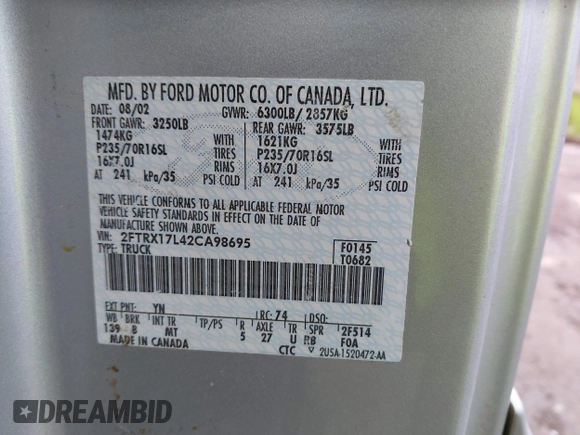 MFD. BY FORD MOTOR CO. OF CANADA, LTD.
DATE: 08/02 GVWR: 6300LB/ 2857KG
FRONT GAWR: 3250LB REAR GAWR: 3575LB
1474KG WITH 1621KG WITH
P235/70R16SL TIRES P235/70R16SL TIRES
16X7.0J RIMS 16X7.0J RIMS
AT 241 kPa/35 PSI COLD AT 241 kPa/35 PSI COLD
THIS VEHICLE CONFORMS TO ALL APPLICABLE FEDERAL MOTOR
VEHICLE SAFETY STANDARDS IN EFFECT ON THE DATE OF
MANUFACTURE SHOWN ABOVE.
VIN: 2FTRX17L42CA98695 F0145
TYPE: TRUCK T0682
EXT PNT: YN RC: 74 DSO:
WB BRK INT TR TP/PS R AXLE TR SPR 2F514
139 8 MT 5 27 U RB F0A
MADE IN CANADA CTC 2U5A-1520472-AA
DREAMBID